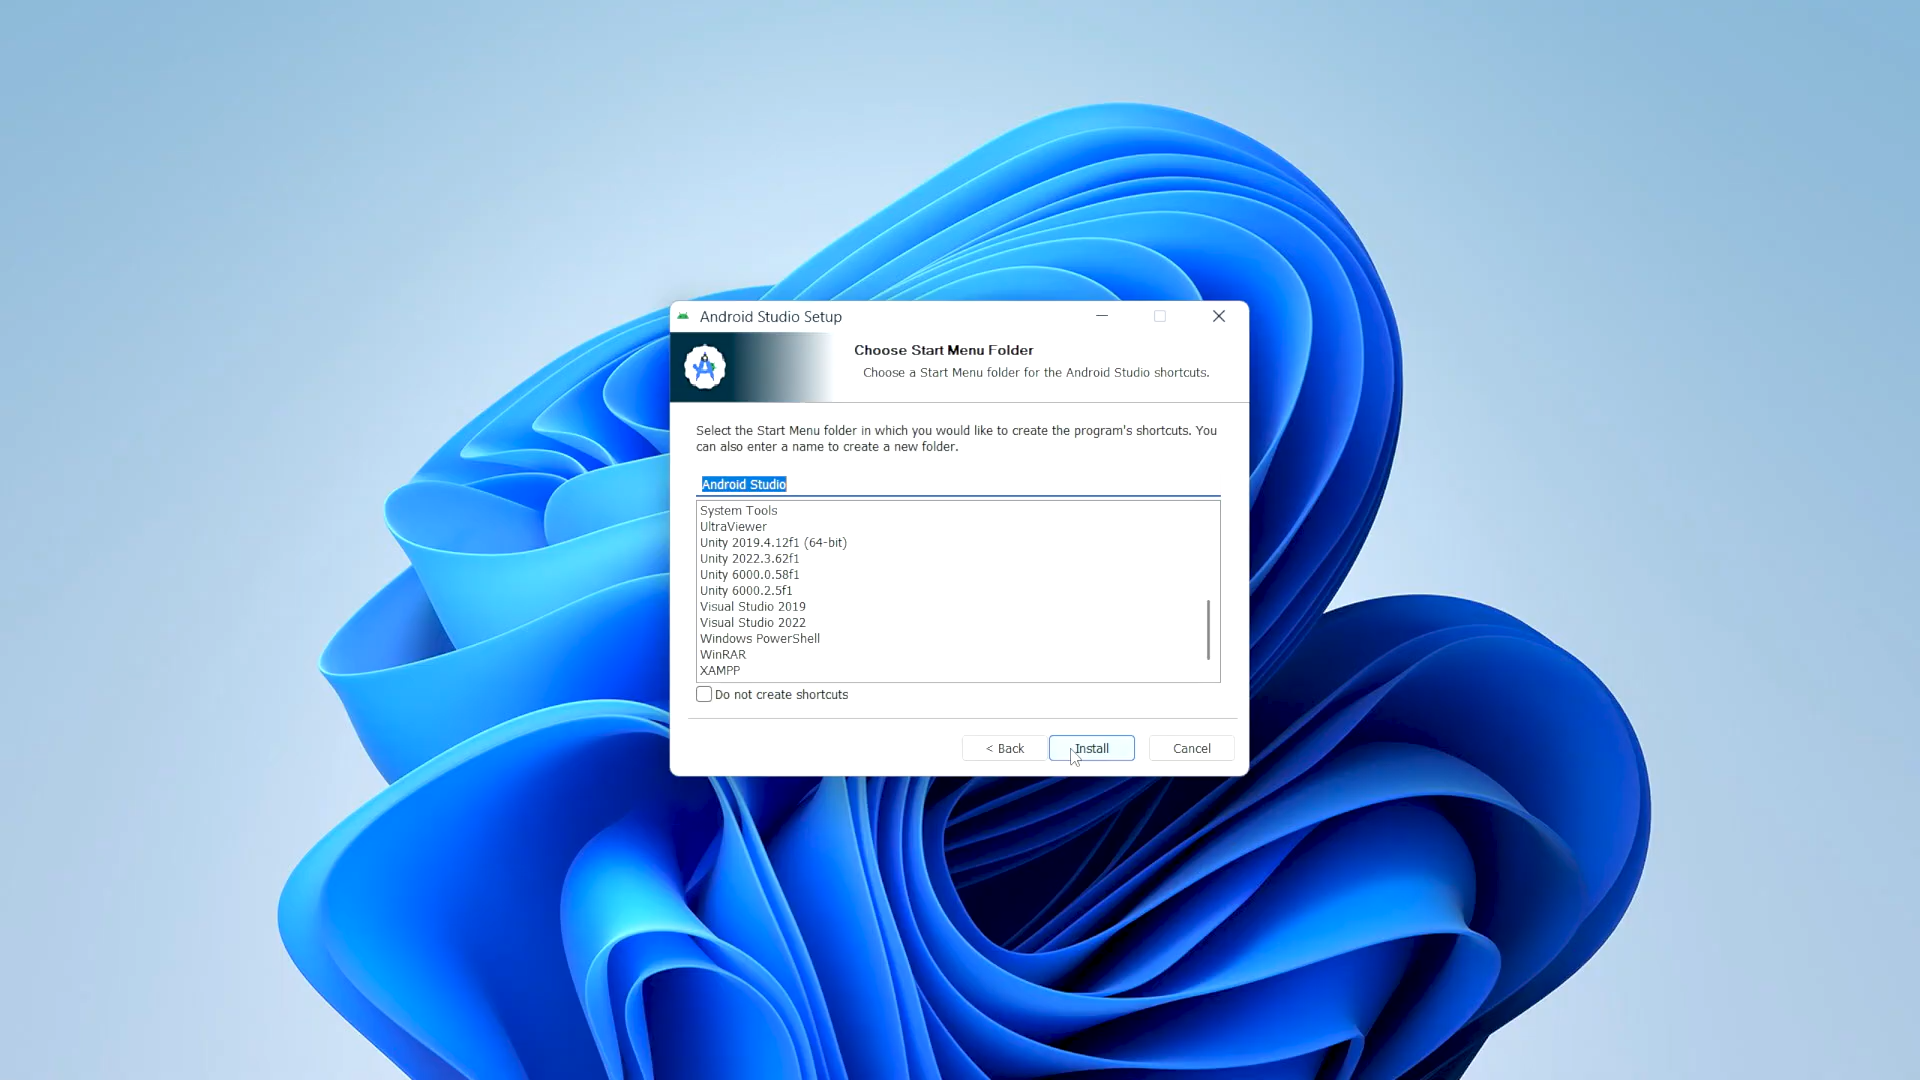 Android Studio Setup
Choose Start Menu Folder
Choose a Start Menu folder for the Android Studio shortcuts.
Select the Start Menu folder in which you would like to create the program's shortcuts. You
can also enter a name to create a new folder.
Android Studio
System Tools
UltraViewer
Unity 2019.4.12f1 (64-bit)
Unity 2022.3.62f1
Unity 6000.0.58f1
Unity 6000.2.5f1
Visual Studio 2019
Visual Studio 2022
Windows PowerShell
WinRAR
XAMPP
Do not create shortcuts
< Back
Install
Cancel